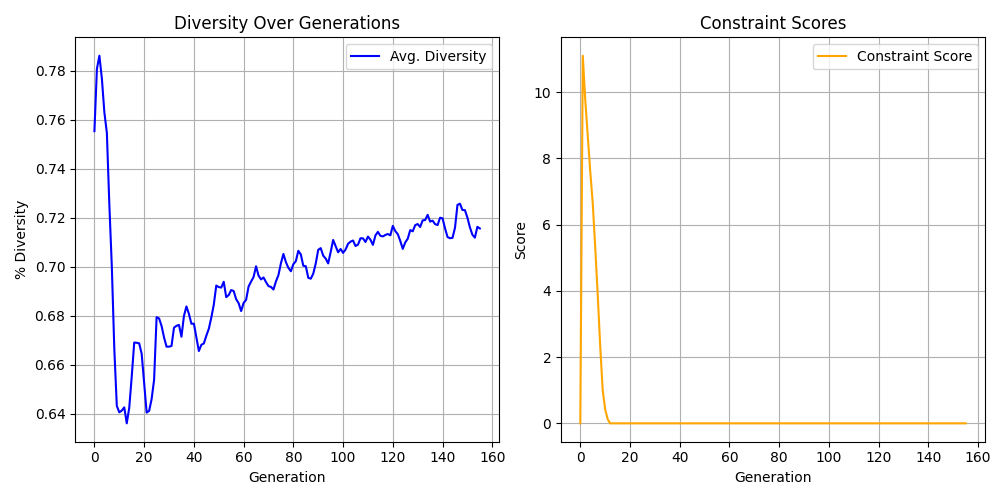 Diversity Over Generations
Avg. Diversity
% Diversity
0.78
0.76
0.74
0.72
0.70
0.68
0.66
0.64
0 20 40 60 80 100 120 140 160
Generation
Constraint Scores
Constraint Score
Score
10
8
6
4
2
0
0 20 40 60 80 100 120 140 160
Generation